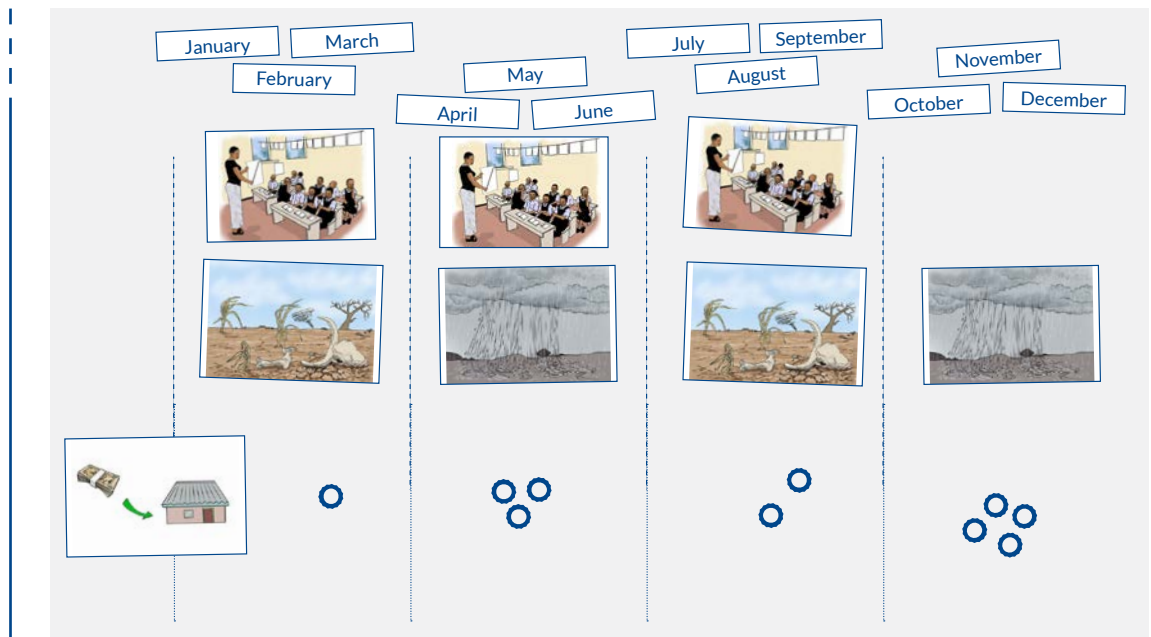 January
March
February
May
April
June
July
September
August
November
October
December